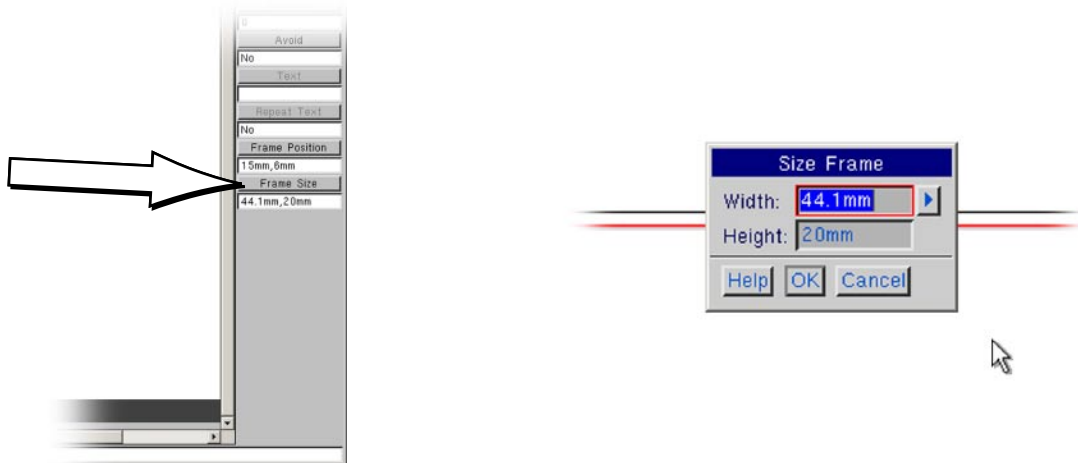 0
Avoid
No
Text
Repeat Text
No
Frame Position
15mm,6mm
Frame Size
44.1mm,20mm
Size Frame
Width: 44.1mm
Height: 20mm
Help OK Cancel